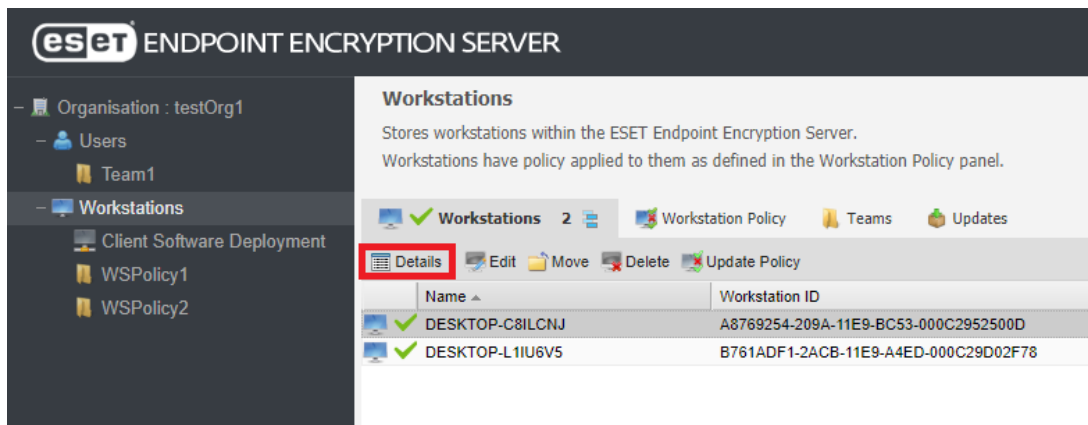 eset ENDPOINT ENCRYPTION SERVER
Organisation : testOrg1
Users
Team1
Workstations
Client Software Deployment
WSPolicy1
WSPolicy2
Workstations
Stores workstations within the ESET Endpoint Encryption Server.
Workstations have policy applied to them as defined in the Workstation Policy panel.
Workstations 2 Workstation Policy Teams Updates
Details Edit Move Delete Update Policy
Name Workstation ID
DESKTOP-C8ILCNJ A8769254-209A-11E9-BC53-000C2952500D
DESKTOP-L1IU6V5 B761ADF1-2ACB-11E9-A4ED-000C29D02F78